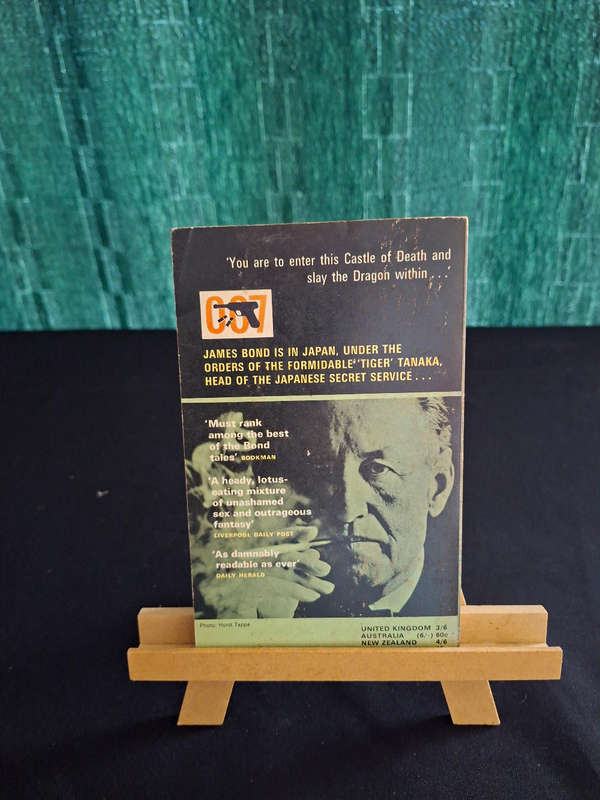 'You are to enter this Castle of Death and
slay the Dragon within . . .'
007
JAMES BOND IS IN JAPAN, UNDER THE
ORDERS OF THE FORMIDABLE 'TIGER' TANAKA,
HEAD OF THE JAPANESE SECRET SERVICE . . .
'Must rank
among the best
of the Bond
tales' BOOKMAN
'A heady, lotus-
eating mixture
of unashamed
sex and outrageous
fantasy'
LIVERPOOL DAILY POST
'As damnably
readable as ever'
DAILY HERALD
Photo: Horst Tappe
UNITED KINGDOM 3/6
AUSTRALIA (6/-) 60c
NEW ZEALAND 4/6